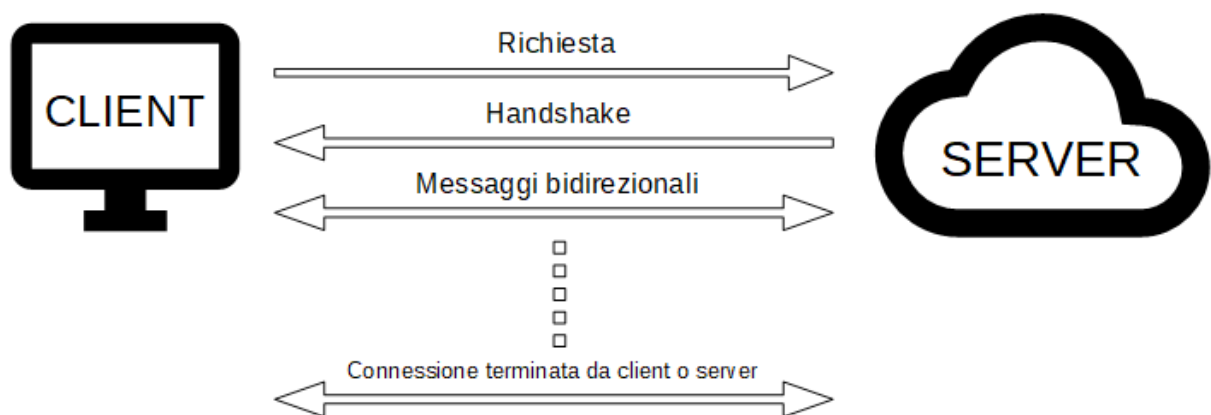 Richiesta
CLIENT
Handshake
SERVER
Messaggi bidirezionali
Connessione terminata da client o server